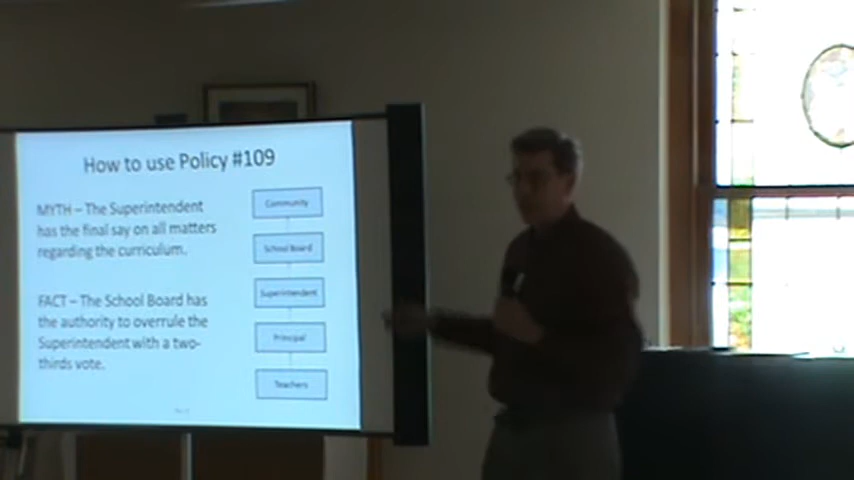 How to use Policy #109
MYTH – The Superintendent
has the final say on all matters
regarding the curriculum.
FACT – The School Board has
the authority to overrule the
Superintendent with a two-
thirds vote.
Community
School Board
Superintendent
Principal
Teachers